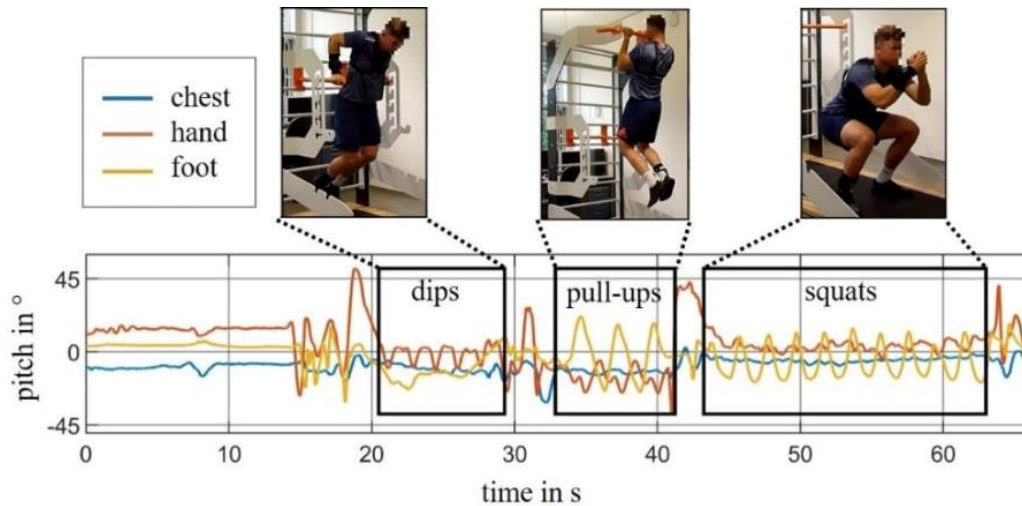 chest
hand
foot
dips
pull-ups
squats
pitch in °
45
0
-45
0
10
20
30
40
50
60
time in s